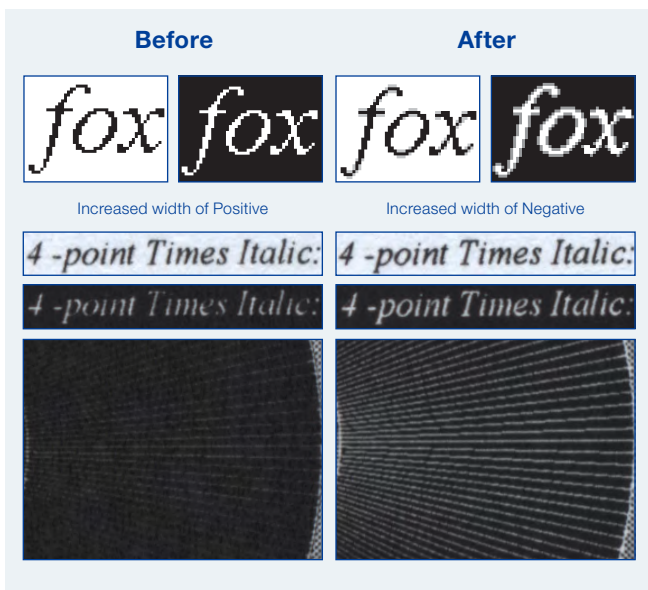 Before After
fox fox fox fox
Increased width of Positive Increased width of Negative
4 -point Times Italic: 4 -point Times Italic:
4 -point Times Italic: 4 -point Times Italic: